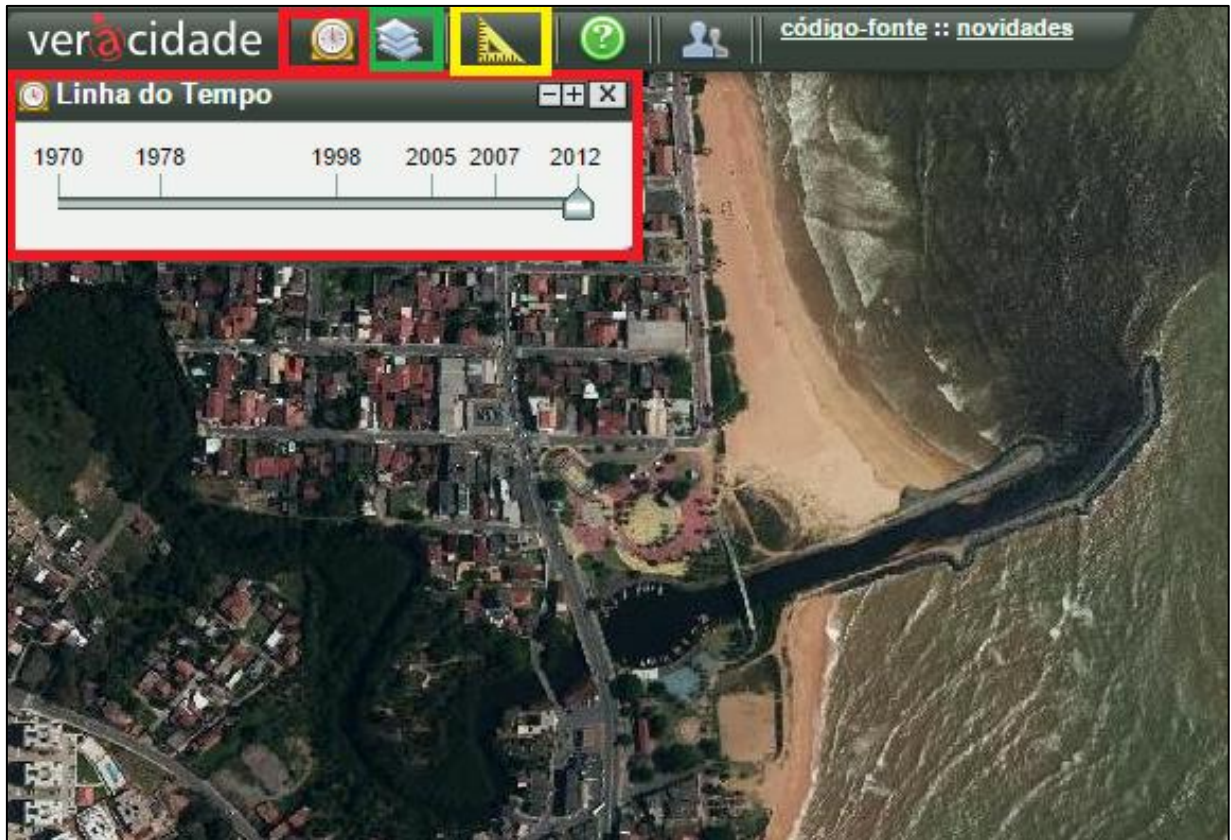 veracidade
código-fonte :: novidades
Linha do Tempo
1970 1978 1998 2005 2007 2012